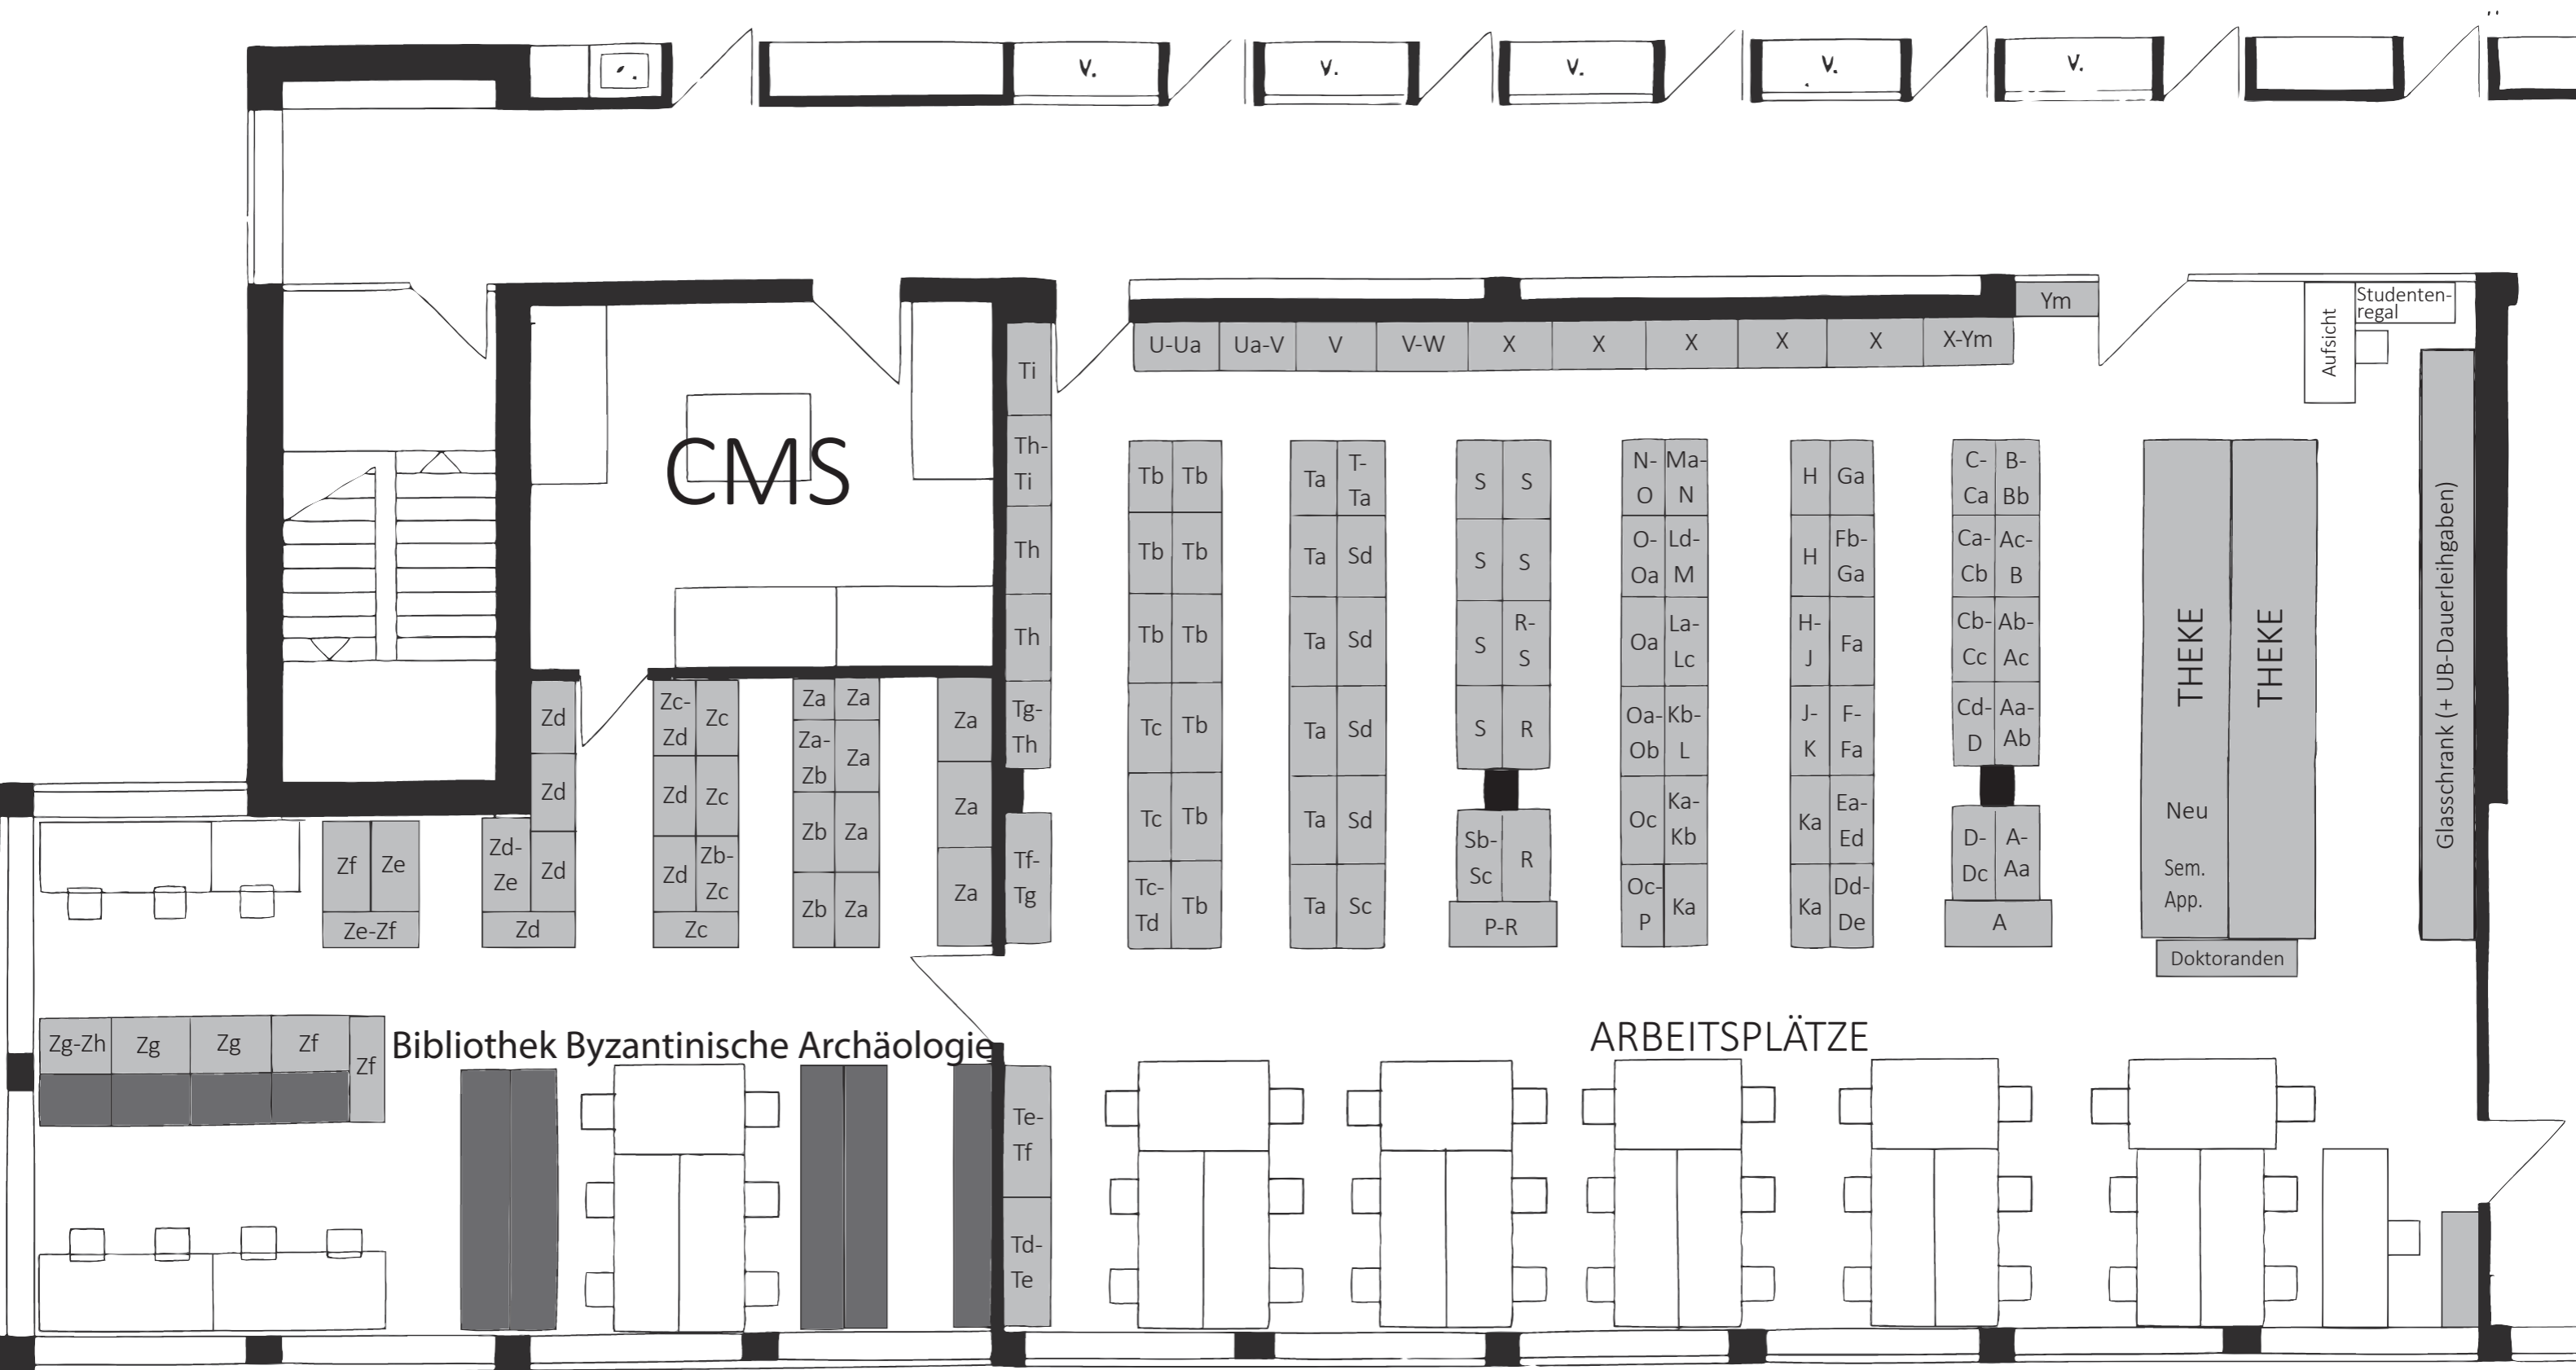 v.
v.
v.
v.
v.
Ym
Studenten-
regal
Aufsicht
U-Ua
Ua-V
V
V-W
X
X
X
X
X
X-Ym
Ti
Th-
Ti
Th
Th
Tg-
Th
Tf-
Tg
CMS
Tb
Tb
Tb
Tb
Tb
Tb
Tc
Tb
Tc
Tb
Tc-
Td
Tb
Ta
T-
Ta
Ta
Sd
Ta
Sd
Ta
Sd
Ta
Sd
Ta
Sc
S
S
S
S
S
R-
S
S
R
Sb-
Sc
R
P-R
N-
O
Ma-
N
O-
Oa
Ld-
M
Oa
La-
Lc
Oa-
Ob
Kb-
L
Oc
Ka-
Kb
Oc-
P
Ka
H
Ga
H
Fb-
Ga
H-
J
Fa
J-
K
F-
Fa
Ka
Ea-
Ed
Ka
Dd-
De
C-
Ca
B-
Bb
Ca-
Cb
Ac-
B
Cb-
Cc
Ab-
Ac
Cd-
D
Aa-
Ab
D-
Dc
A-
Aa
A
THEKE
THEKE
Neu
Sem.
App.
Doktoranden
Glasschrank (+ UB-Dauerleihgaben)
Zf
Ze
Ze-Zf
Zd
Zd
Zd-
Ze
Zd
Zd
Zc-
Zd
Zc
Zd
Zc
Zd
Zb-
Zc
Zc
Za
Za
Za-
Zb
Za
Zb
Za
Zb
Za
Za
Za
Za
Zg-Zh
Zg
Zg
Zf
Zf
Bibliothek Byzantinische Archäologie
ARBEITSPLÄTZE
Te-
Tf
Td-
Te